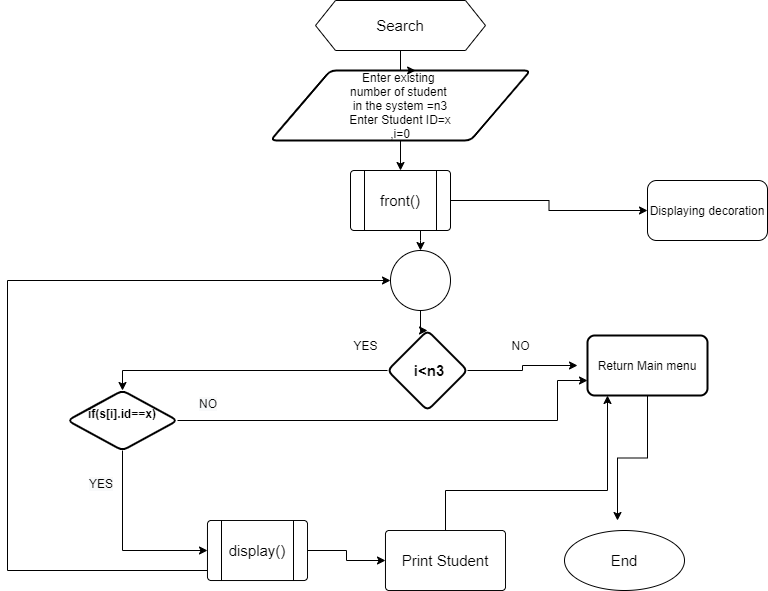 Search
Enter existing
number of student
in the system =n3
Enter Student ID=x
,i=0
front()
Displaying decoration
YES
NO
i<n3
Return Main menu
if(s[i].id==x)
NO
YES
display()
Print Student
End